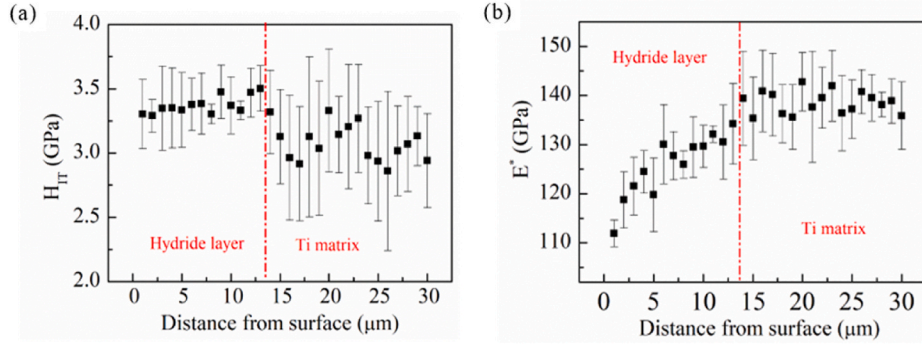 (a)
4.0
3.5
3.0
2.5
2.0
H_IT (GPa)
Hydride layer
Ti matrix
0 5 10 15 20 25 30
Distance from surface (μm)
(b)
150
140
130
120
110
E* (GPa)
Hydride layer
Ti matrix
0 5 10 15 20 25 30
Distance from surface (μm)